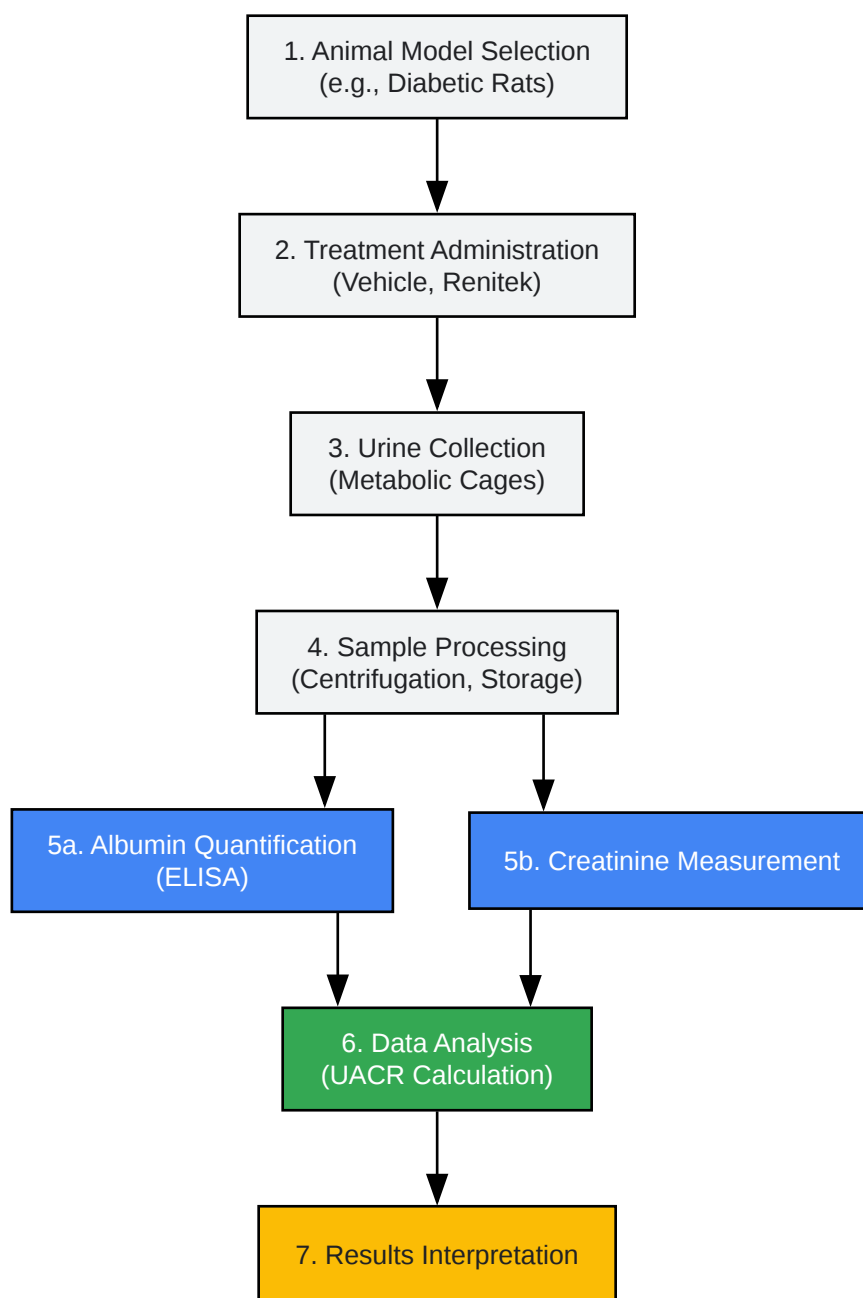 1. Animal Model Selection
(e.g., Diabetic Rats)
2. Treatment Administration
(Vehicle, Renitek)
3. Urine Collection
(Metabolic Cages)
4. Sample Processing
(Centrifugation, Storage)
5a. Albumin Quantification
(ELISA)
5b. Creatinine Measurement
6. Data Analysis
(UACR Calculation)
7. Results Interpretation